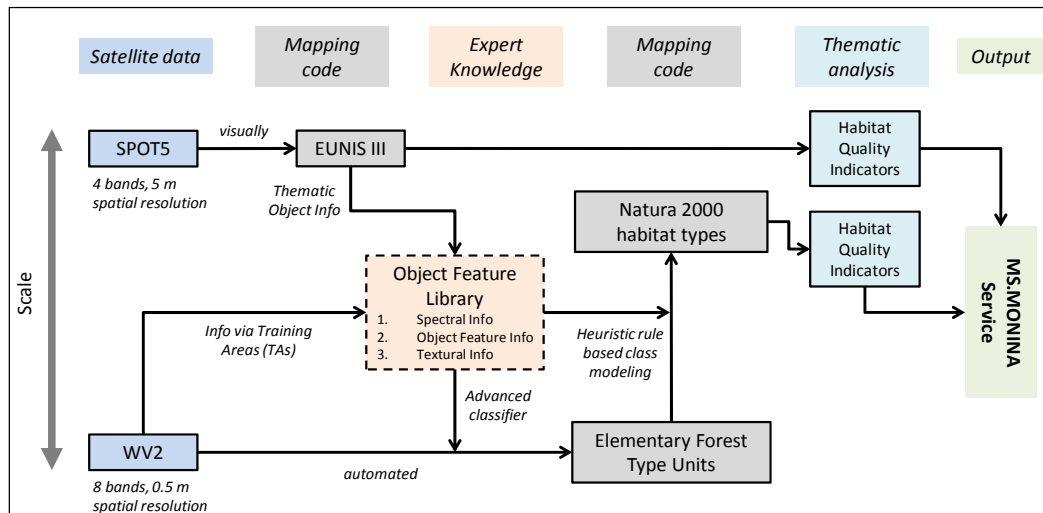 Satellite data
Mapping
code
Expert
Knowledge
Mapping
code
Thematic
analysis
Output
Scale
SPOT5
4 bands, 5 m
spatial resolution
visually
EUNIS III
Thematic
Object Info
Habitat
Quality
Indicators
Natura 2000
habitat types
Habitat
Quality
Indicators
MS.MONINA
Service
Object Feature
Library
1. Spectral Info
2. Object Feature Info
3. Textural Info
Info via Training
Areas (TAs)
Heuristic rule
based class
modeling
Advanced
classifier
WV2
8 bands, 0.5 m
spatial resolution
automated
Elementary Forest
Type Units